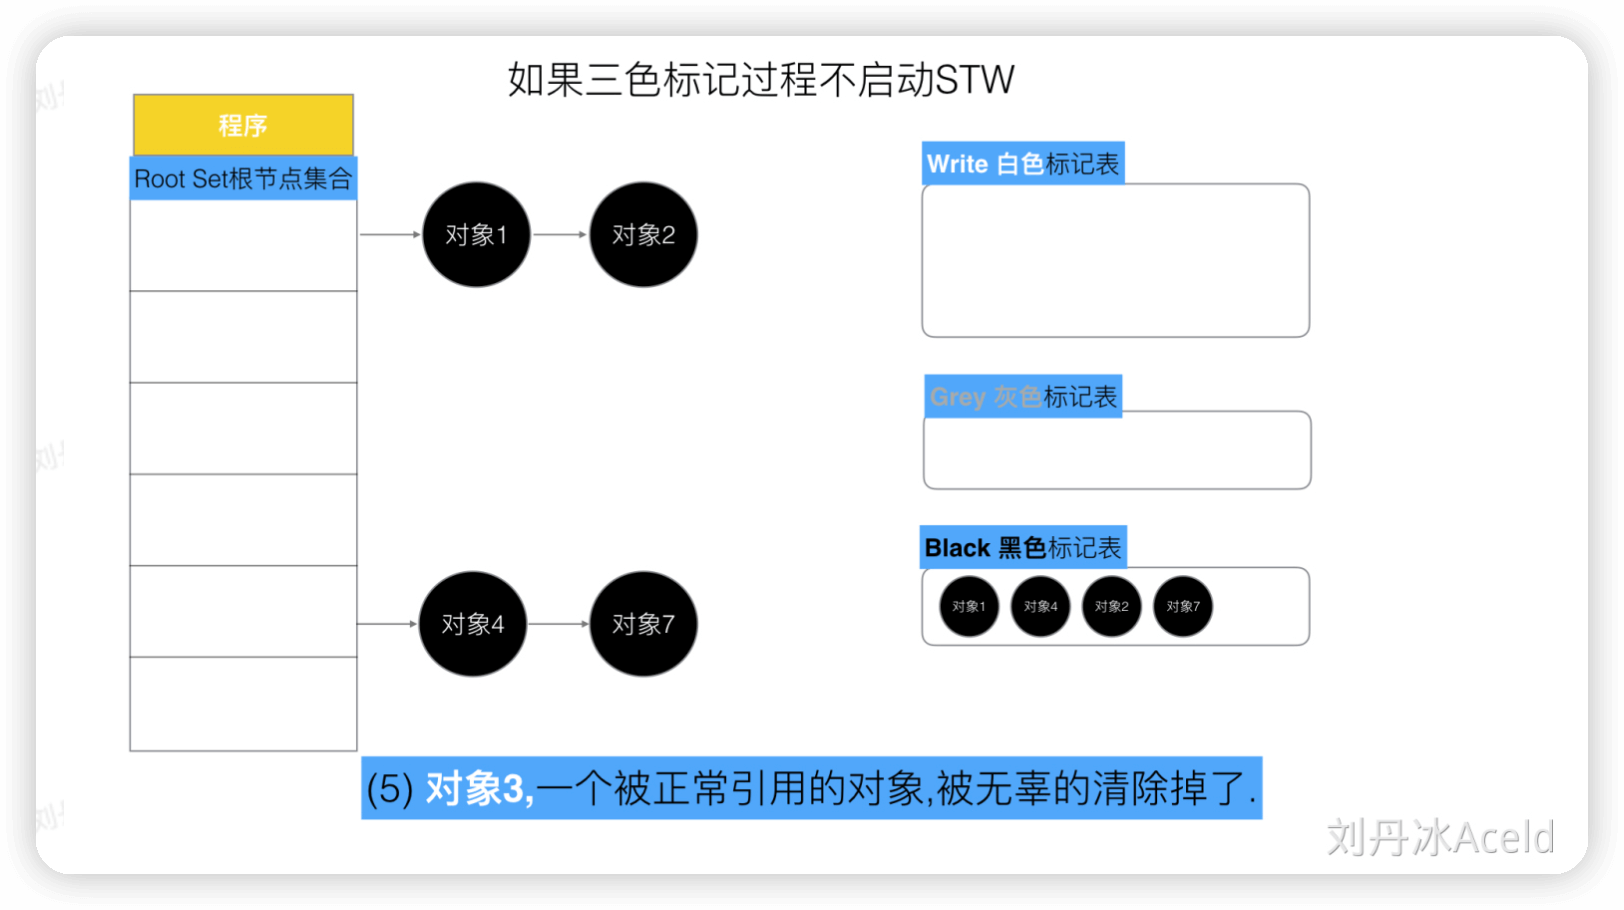 如果三色标记过程不启动STW
程序
Root Set根节点集合
对象1
对象2
对象4
对象7
Write 白色标记表
Grey 灰色标记表
Black 黑色标记表
对象1
对象4
对象2
对象7
(5) 对象3,一个被正常引用的对象,被无辜的清除掉了.
刘丹冰Aceld